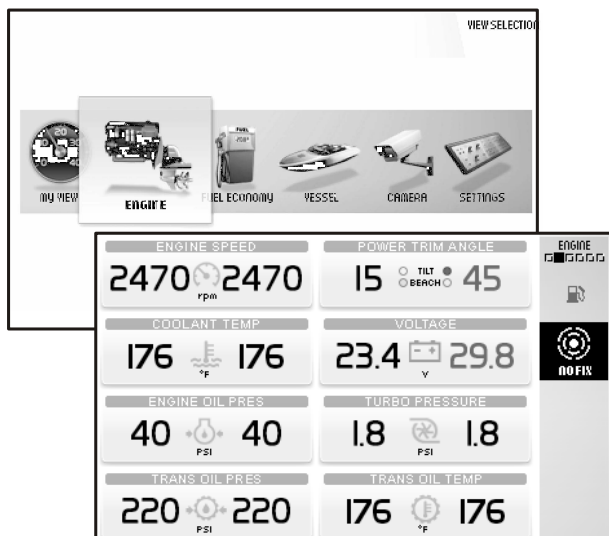 VIEW SELECTION
20
MY VIEW
ENGINE
FUEL
FUEL ECONOMY
VESSEL
CAMERA
SETTINGS
ENGINE SPEED
2470 2470
rpm
POWER TRIM ANGLE
15 TILT 45
BEACH
ENGINE
NO FIX
COOLANT TEMP
176 176
°F
VOLTAGE
23.4 29.8
V
ENGINE OIL PRES
40 40
PSI
TURBO PRESSURE
1.8 1.8
PSI
TRANS OIL PRES
220 220
PSI
TRANS OIL TEMP
176 176
°F